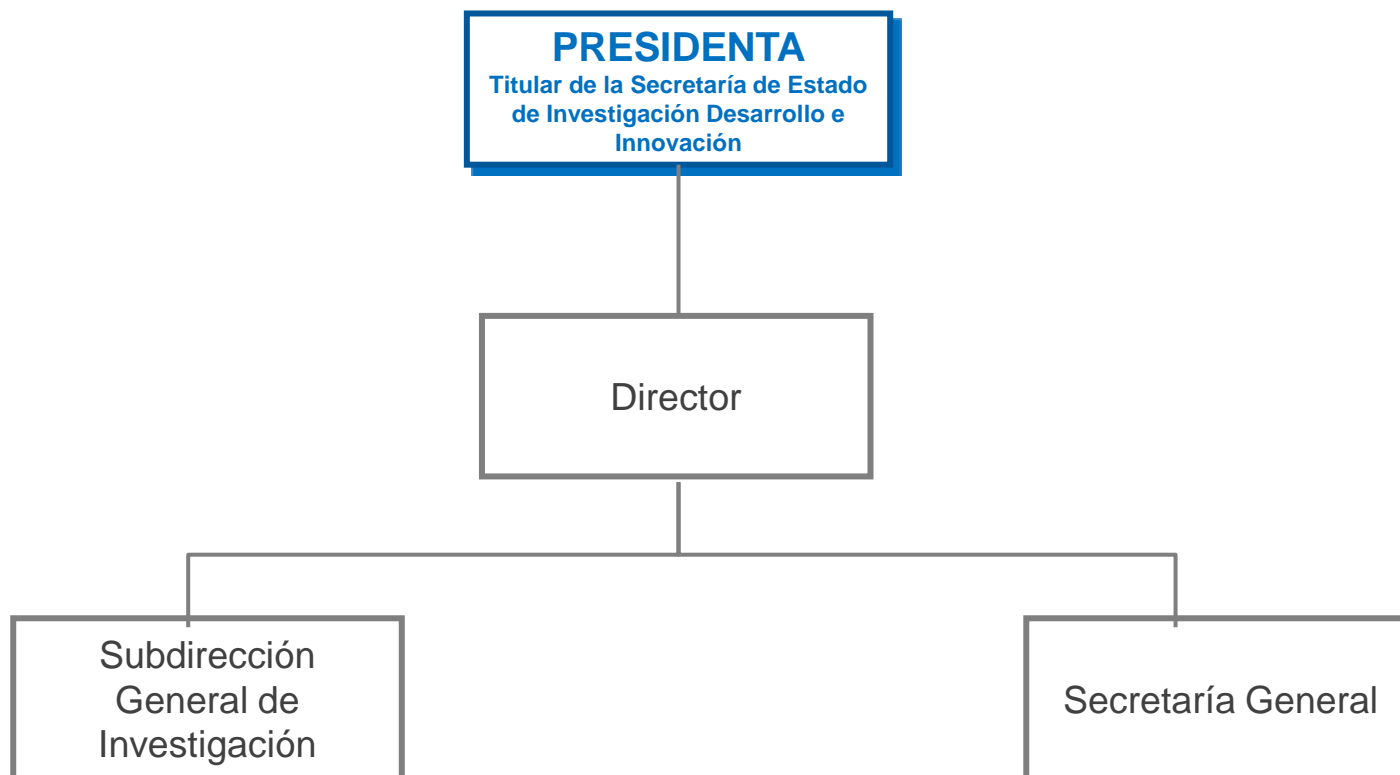 PRESIDENTA
Titular de la Secretaría de Estado
de Investigación Desarrollo e
Innovación
Director
Subdirección
General de
Investigación
Secretaría General